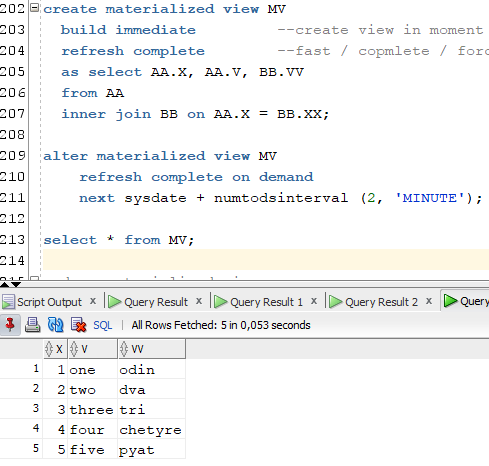 202 create materialized view MV
203 build immediate --create view in moment
204 refresh complete --fast / copmlete / forc
205 as select AA.X, AA.V, BB.VV
206 from AA
207 inner join BB on AA.X = BB.XX;
208
209 alter materialized view MV
210 refresh complete on demand
211 next sysdate + numtodsinterval (2, 'MINUTE');
212
213 select * from MV;
214
Script Output x Query Result x Query Result 1 x Query Result 2 x Query
SQL | All Rows Fetched: 5 in 0,053 seconds
X V VV
1 1 one odin
2 2 two dva
3 3 three tri
4 4 four chetyre
5 5 five pyat